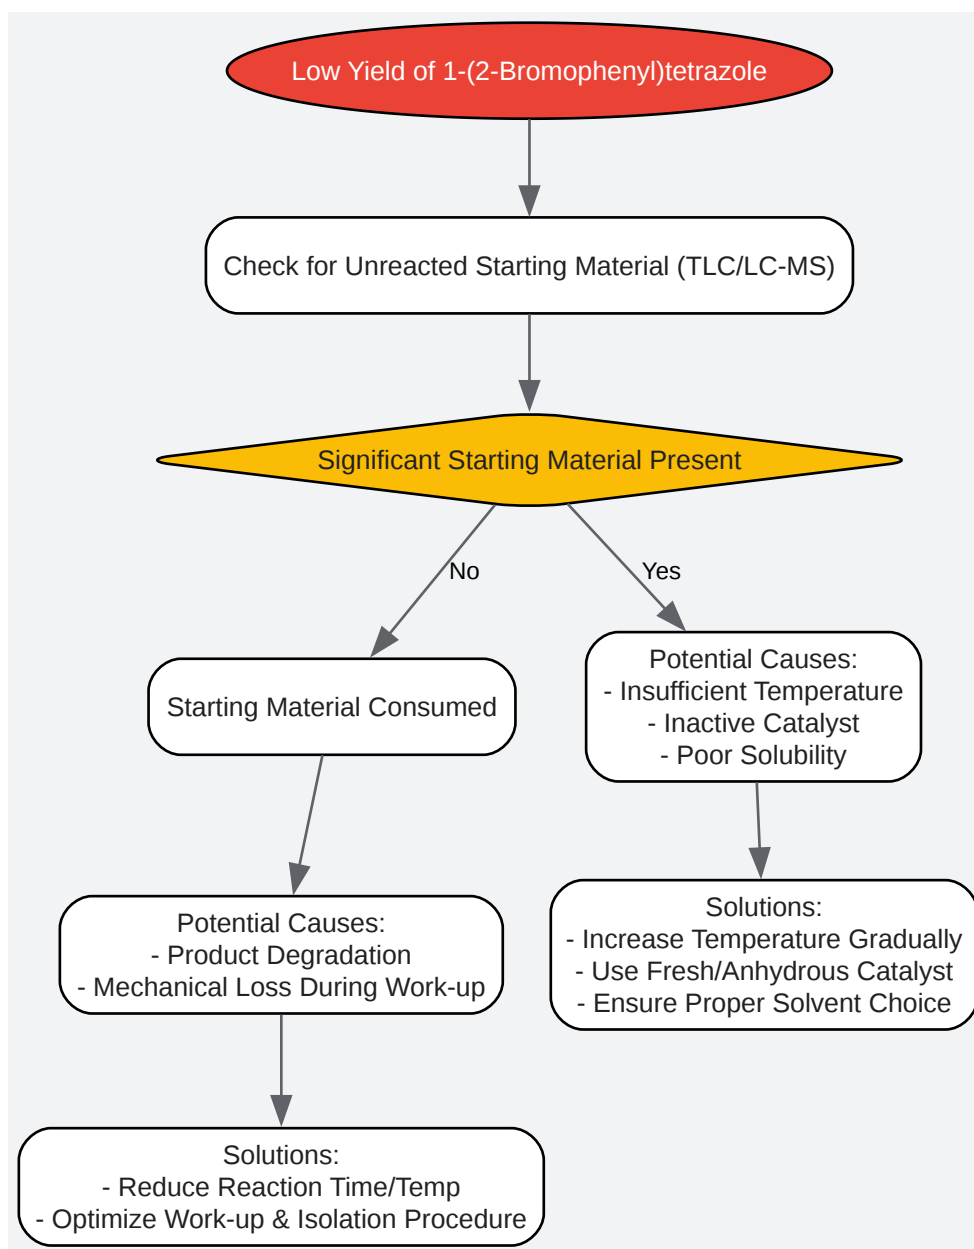 Low Yield of 1-(2-Bromophenyl)tetrazole
Check for Unreacted Starting Material (TLC/LC-MS)
Significant Starting Material Present
No
Yes
Starting Material Consumed
Potential Causes:
- Insufficient Temperature
- Inactive Catalyst
- Poor Solubility
Potential Causes:
- Product Degradation
- Mechanical Loss During Work-up
Solutions:
- Increase Temperature Gradually
- Use Fresh/Anhydrous Catalyst
- Ensure Proper Solvent Choice
Solutions:
- Reduce Reaction Time/Temp
- Optimize Work-up & Isolation Procedure